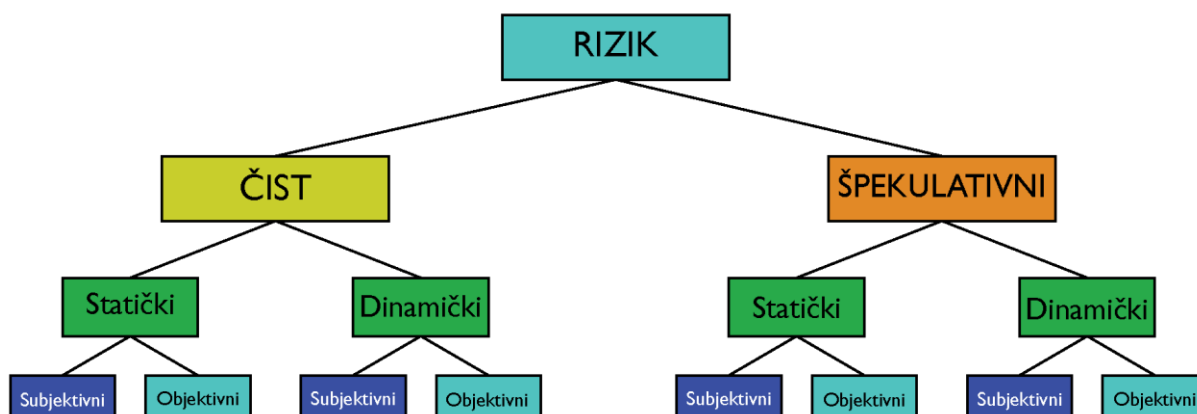 RIZIK
ČIST
ŠPEKULATIVNI
Statički
Dinamički
Statički
Dinamički
Subjektivni
Objektivni
Subjektivni
Objektivni
Subjektivni
Objektivni
Subjektivni
Objektivni